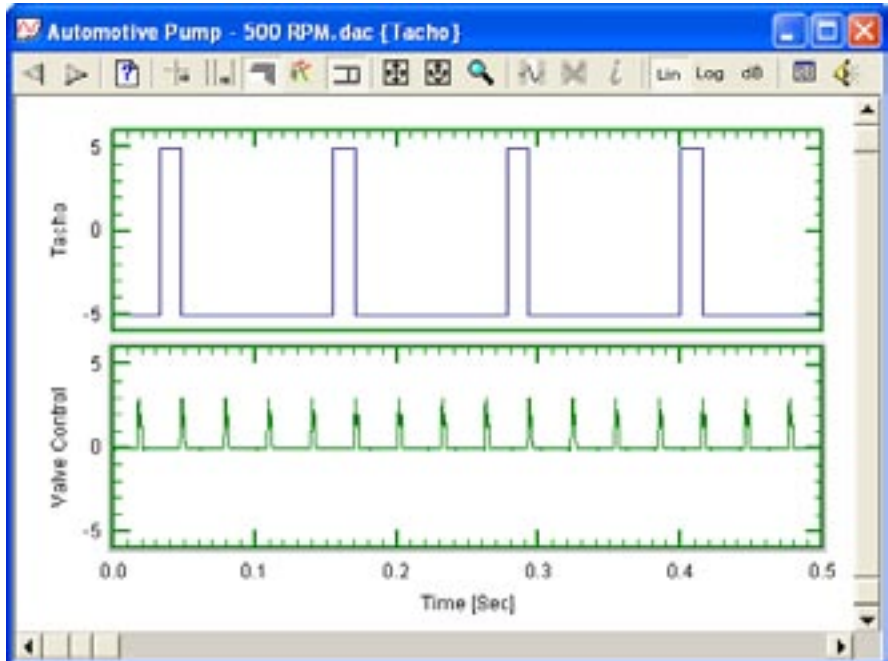 Automotive Pump - 500 RPM.dac {Tacho}
Lin Log dB
5
0
-5
Tacho
5
0
-5
Valve Control
0.0 0.1 0.2 0.3 0.4 0.5
Time [Sec]